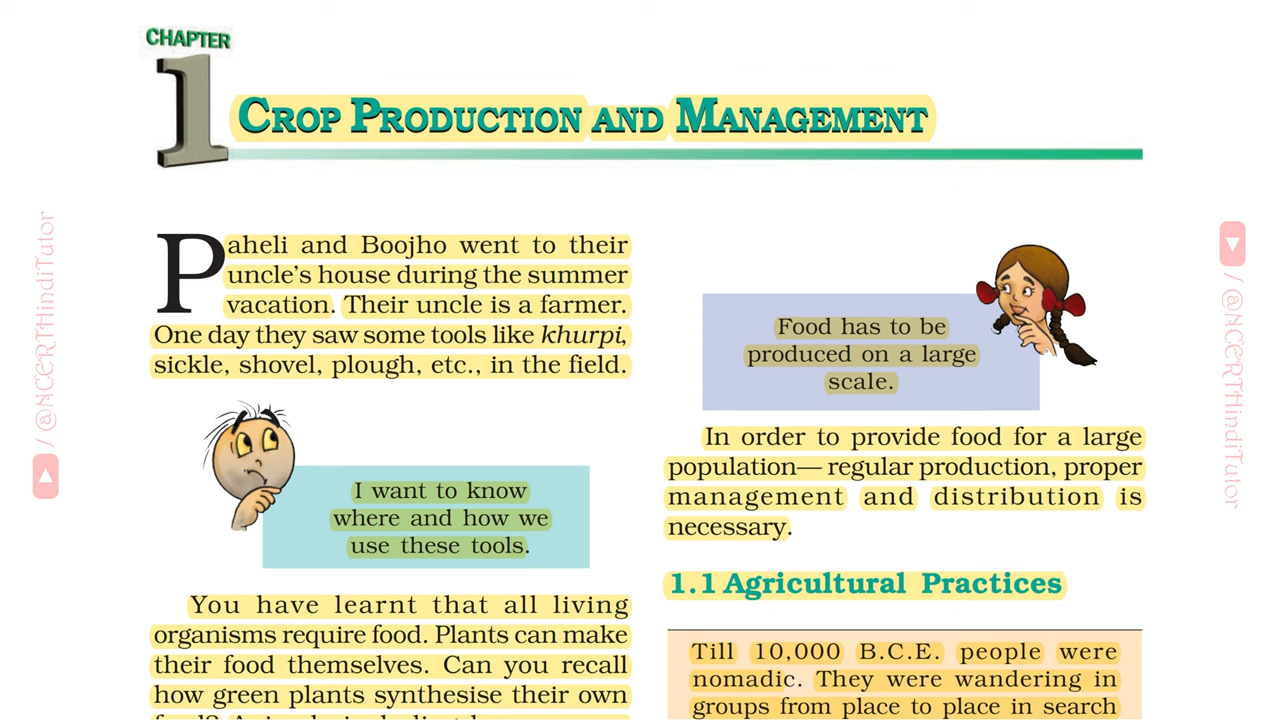 CHAPTER
1
CROP PRODUCTION AND MANAGEMENT
Paheli and Boojho went to their
uncle's house during the summer
vacation. Their uncle is a farmer.
One day they saw some tools like khurpi,
sickle, shovel, plough, etc., in the field.
I want to know
where and how we
use these tools.
You have learnt that all living
organisms require food. Plants can make
their food themselves. Can you recall
how green plants synthesise their own
Food has to be
produced on a large
scale.
In order to provide food for a large
population— regular production, proper
management and distribution is
necessary.
1.1 Agricultural Practices
Till 10,000 B.C.E. people were
nomadic. They were wandering in
groups from place to place in search
/ @NCERTHindiTutor
/ @NCERTHindiTutor